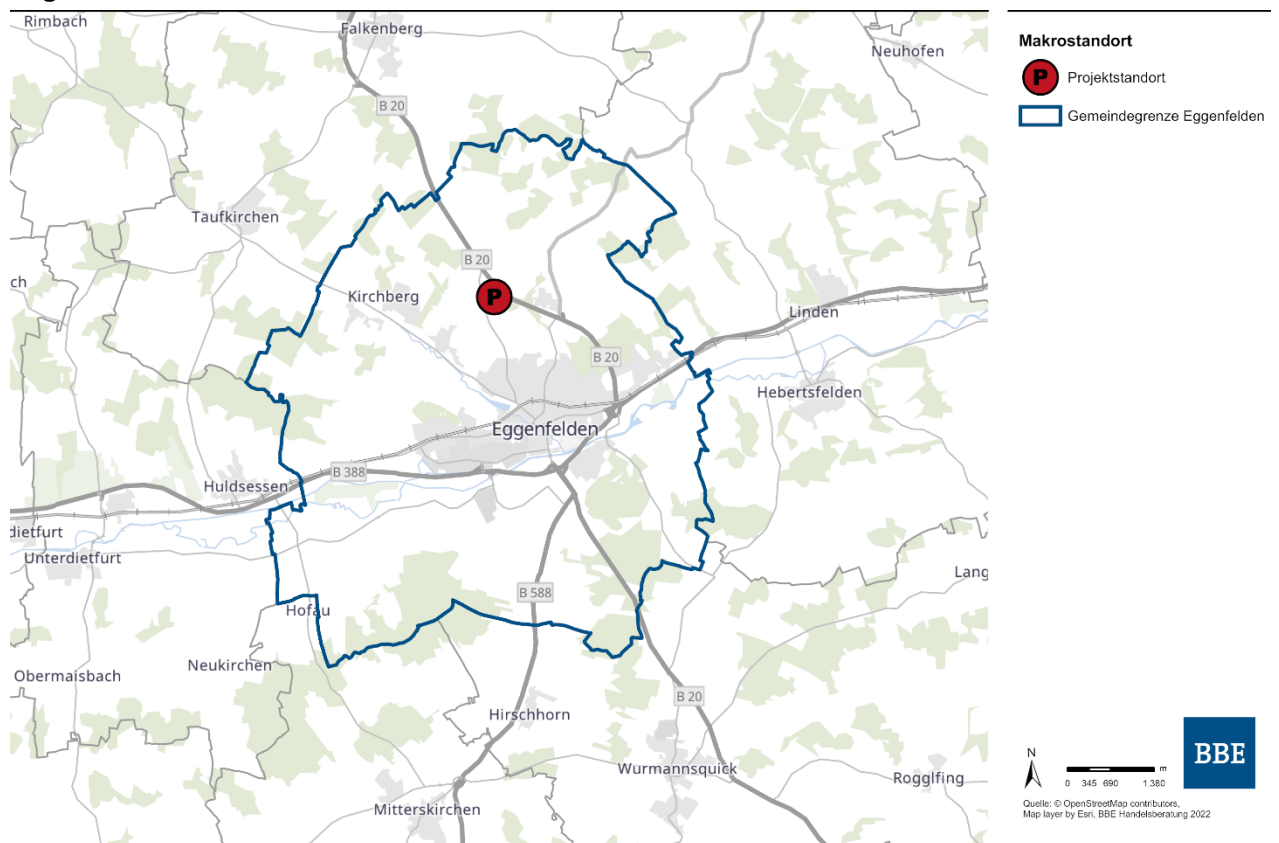 Rimbach
Falkenberg
Neuhofen
B 20
Taufkirchen
B 20
ch
Kirchberg
P
Linden
B 20
Hebertsfelden
Eggenfelden
B 388
Huldsessen
dietfurt
Unterdietfurt
Lang
B 588
Hofau
Neukirchen
Obermaisbach
B 20
Hirschhorn
Wurmannsquick
Rogglfing
Mitterskirchen
Makrostandort
P Projektstandort
Gemeindegrenze Eggenfelden
N
m
0 345 690 1.380
BBE
Quelle: © OpenStreetMap contributors,
Map layer by Esri, BBE Handelsberatung 2022